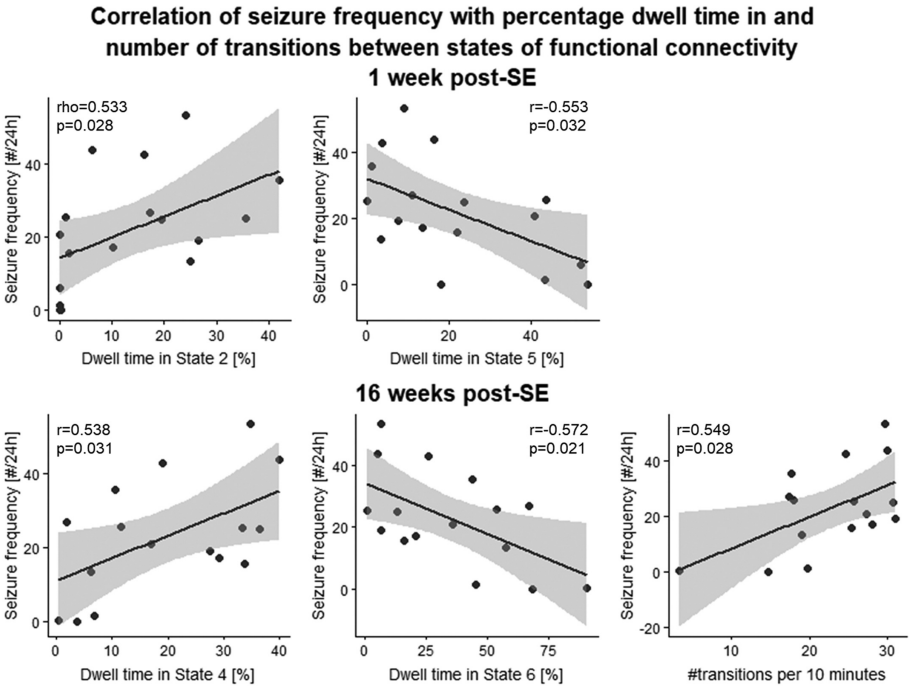 Correlation of seizure frequency with percentage dwell time in and
number of transitions between states of functional connectivity
1 week post-SE
rho=0.533
p=0.028
Seizure frequency [#/24h]
40
20
0
0 10 20 30 40
Dwell time in State 2 [%]
r=-0.553
p=0.032
Seizure frequency [#/24h]
40
20
0
0 20 40
Dwell time in State 5 [%]
16 weeks post-SE
r=0.538
p=0.031
Seizure frequency [#/24h]
40
20
0
0 10 20 30 40
Dwell time in State 4 [%]
r=-0.572
p=0.021
Seizure frequency [#/24h]
40
20
0
0 25 50 75
Dwell time in State 6 [%]
r=0.549
p=0.028
Seizure frequency [#/24h]
40
20
0
-20
10 20 30
#transitions per 10 minutes